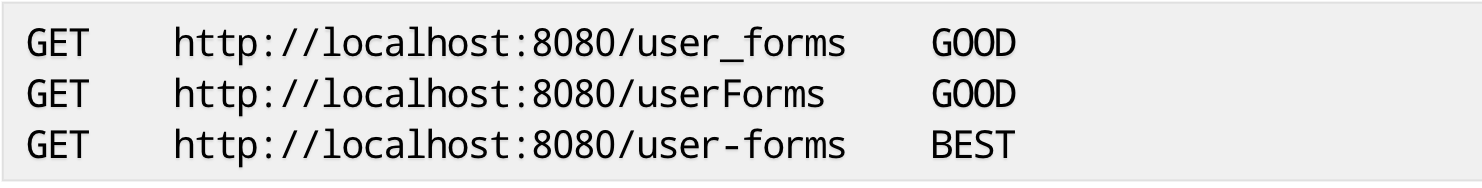 GET    http://localhost:8080/user_forms    GOOD
GET    http://localhost:8080/userForms     GOOD
GET    http://localhost:8080/user-forms    BEST